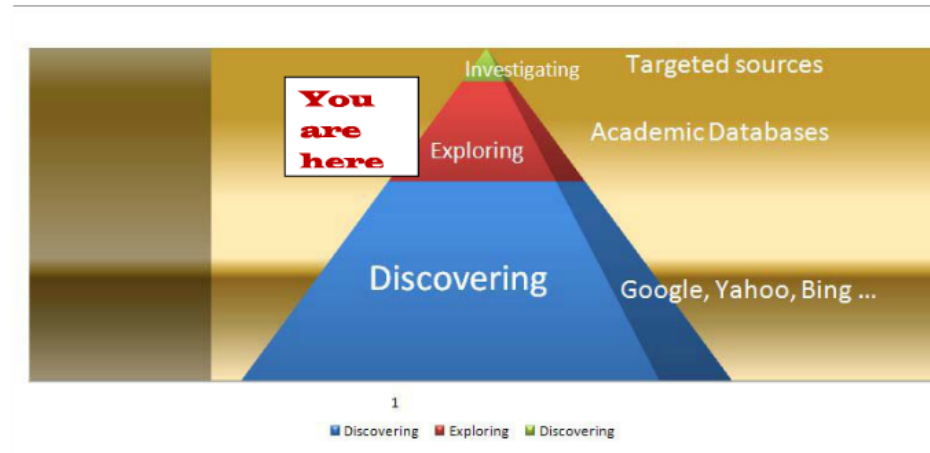 Investigating
Targeted sources
You
are
here
Exploring
Academic Databases
Discovering
Google, Yahoo, Bing ...
1
Discovering Exploring Discovering